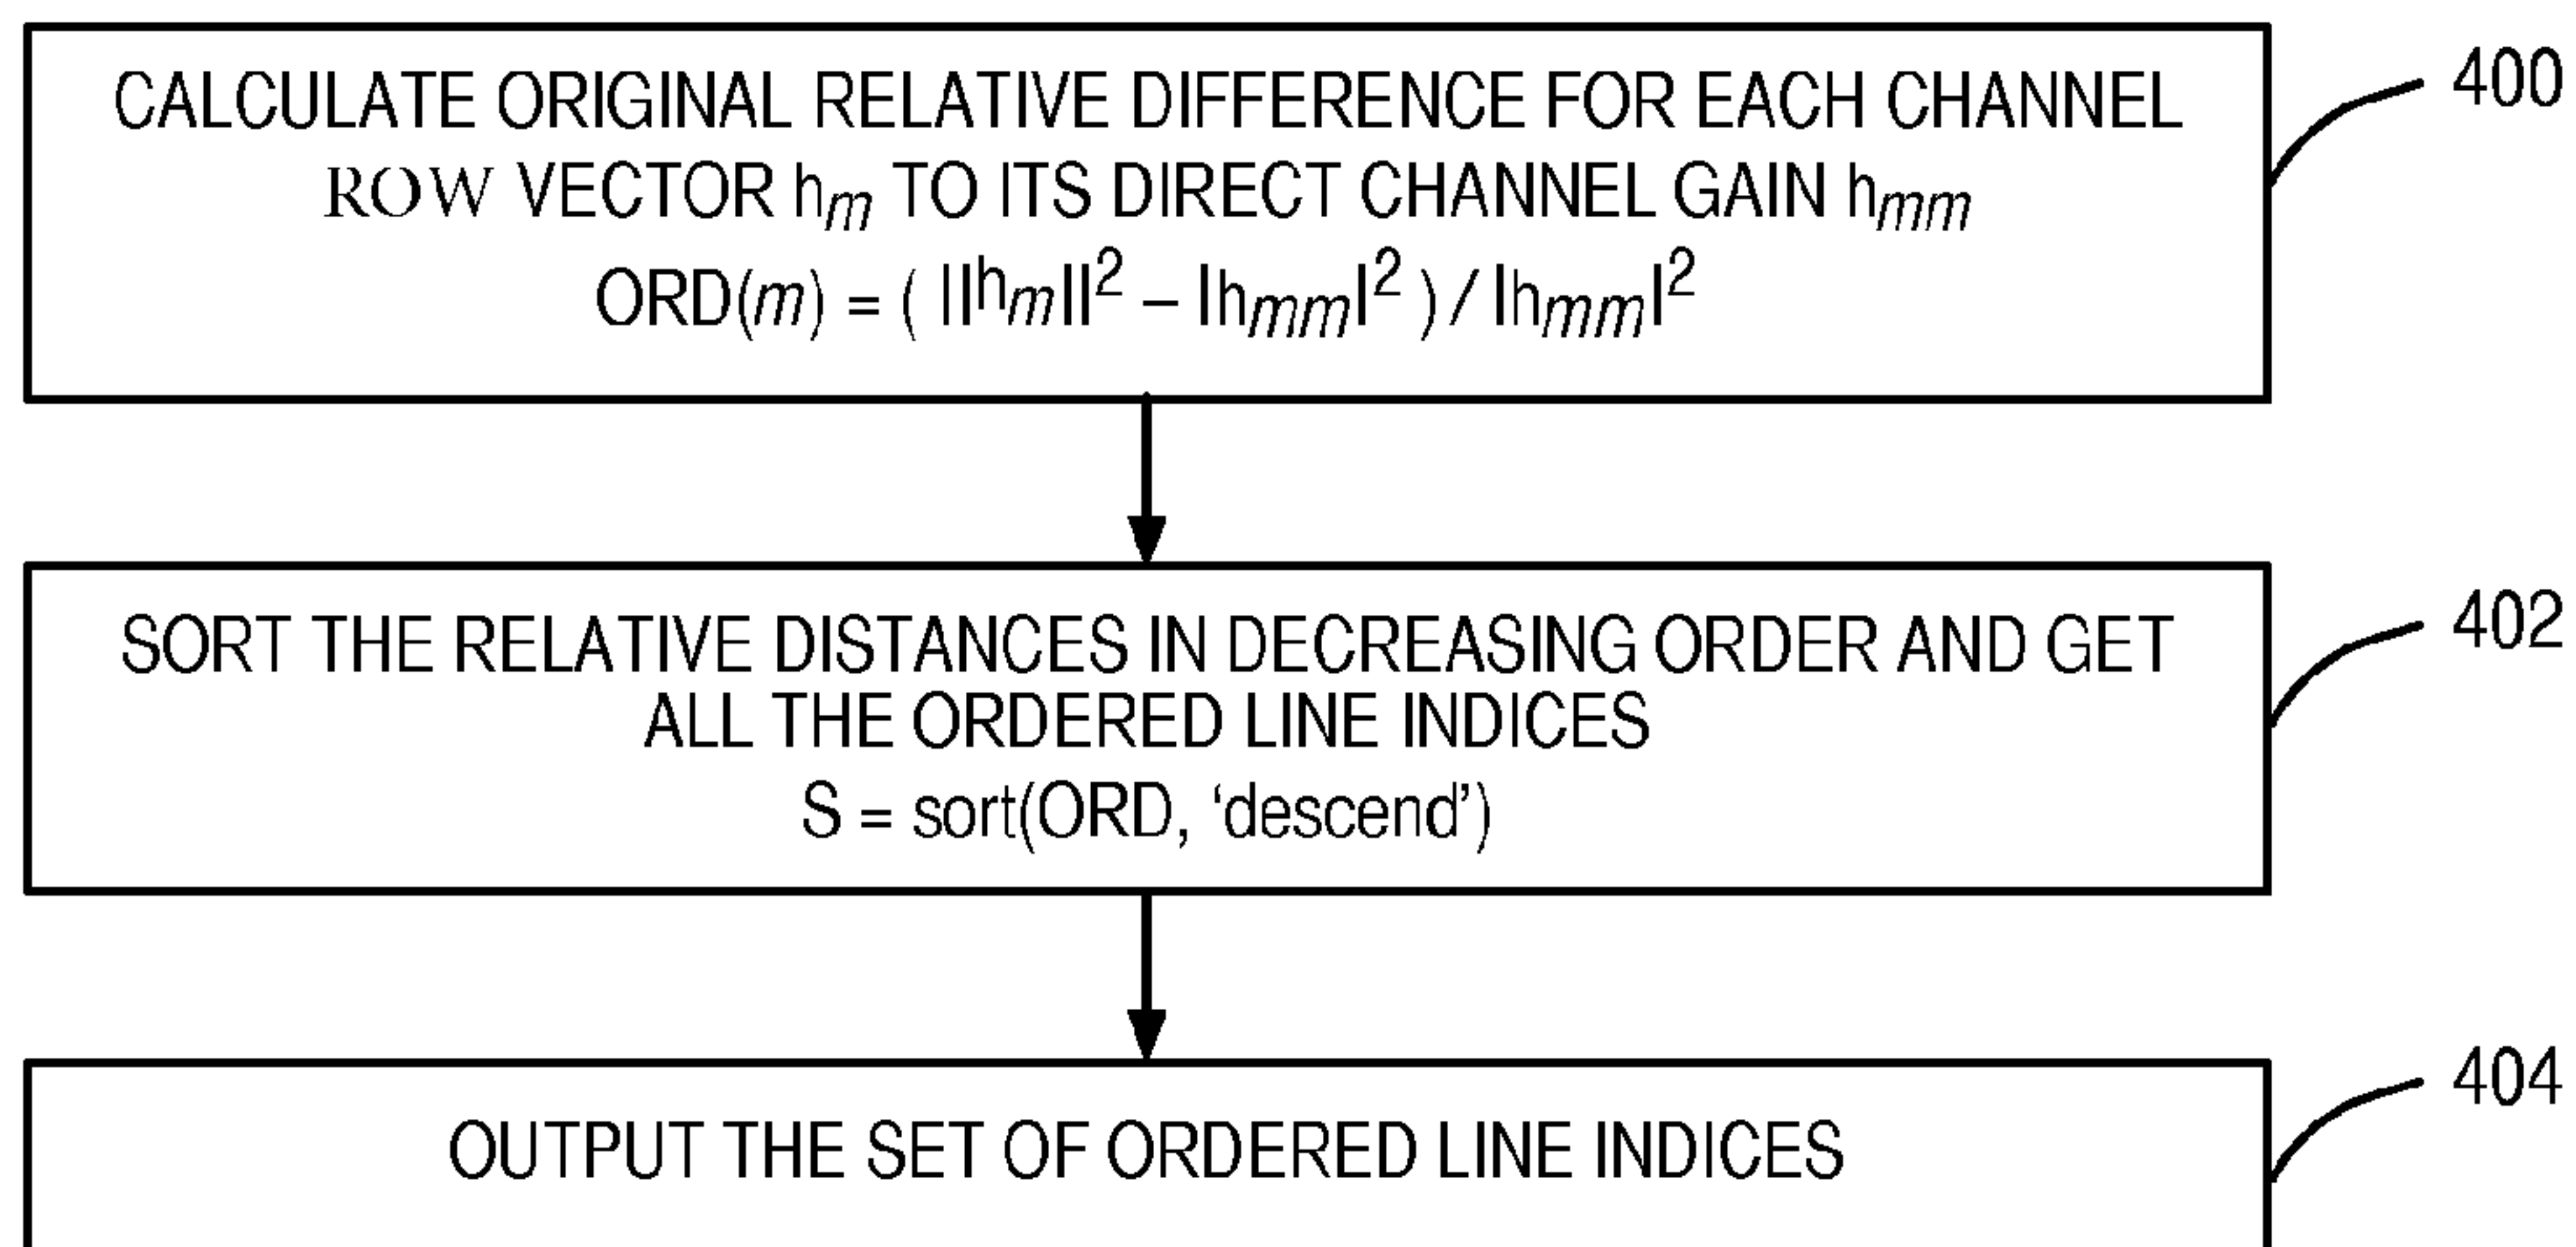 CALCULATE ORIGINAL RELATIVE DIFFERENCE FOR EACH CHANNEL
ROW VECTOR hm TO ITS DIRECT CHANNEL GAIN hmm
ORD(m) = ( ||hm||² – |hmm|² ) / |hmm|²
400
SORT THE RELATIVE DISTANCES IN DECREASING ORDER AND GET
ALL THE ORDERED LINE INDICES
S = sort(ORD, ‘descend’)
402
OUTPUT THE SET OF ORDERED LINE INDICES
404